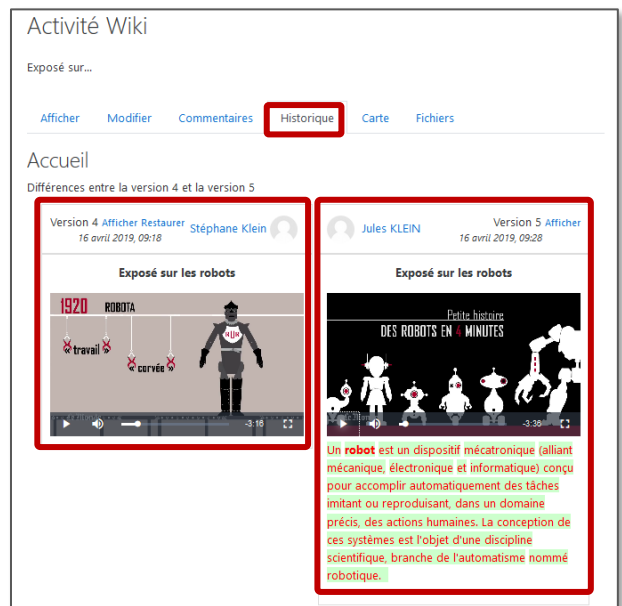 Activité Wiki
Exposé sur...
Afficher Modifier Commentaires Historique Carte Fichiers
Accueil
Différences entre la version 4 et la version 5
Version 4 Afficher Restaurer Stéphane Klein
16 avril 2019, 09:18
Exposé sur les robots
1920 ROBOTA
« travail »
« corvée »
RUR
-3:16
Jules KLEIN Version 5 Afficher
16 avril 2019, 09:28
Exposé sur les robots
Petite histoire
DES ROBOTS EN 4 MINUTES
-3:36
Un robot est un dispositif mécatronique (alliant
mécanique, électronique et informatique) conçu
pour accomplir automatiquement des tâches
imitant ou reproduisant, dans un domaine
précis, des actions humaines. La conception de
ces systèmes est l'objet d'une discipline
scientifique, branche de l'automatisme nommé
robotique.